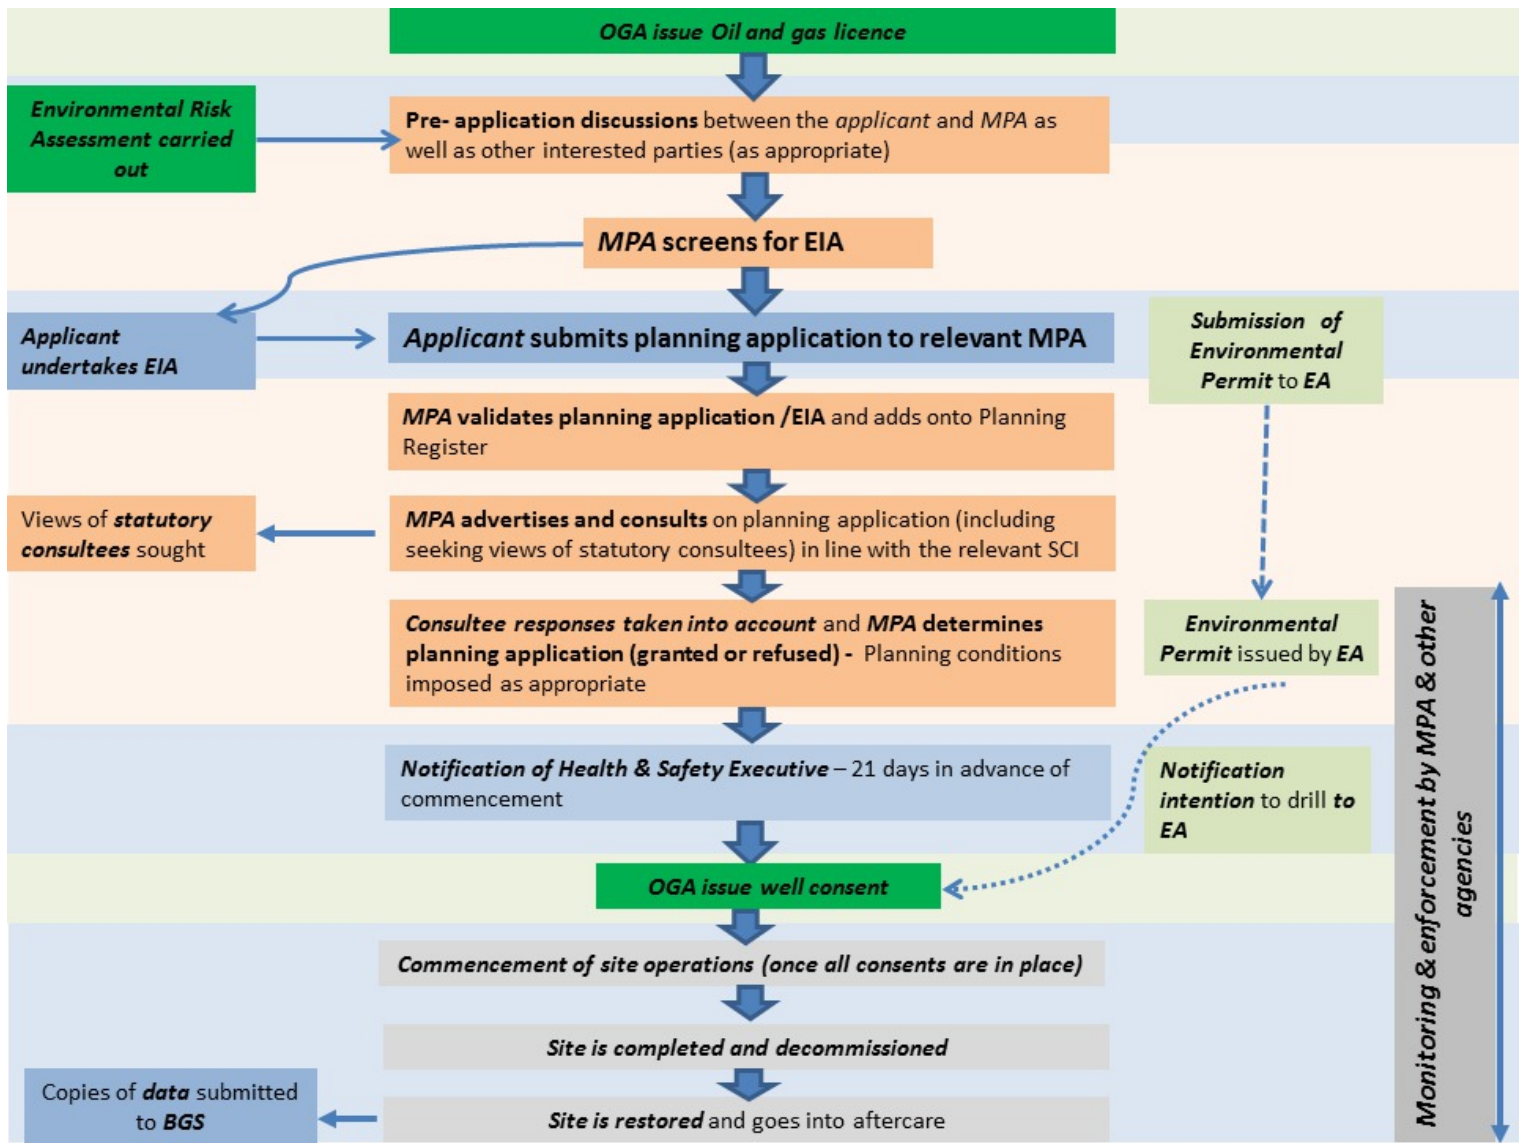 OGA issue Oil and gas licence
Environmental Risk
Assessment carried
out
Pre- application discussions between the applicant and MPA as
well as other interested parties (as appropriate)
MPA screens for EIA
Applicant
undertakes EIA
Applicant submits planning application to relevant MPA
Submission of
Environmental
Permit to EA
MPA validates planning application /EIA and adds onto Planning
Register
Views of statutory
consultees sought
MPA advertises and consults on planning application (including
seeking views of statutory consultees) in line with the relevant SCI
Consultee responses taken into account and MPA determines
planning application (granted or refused) - Planning conditions
imposed as appropriate
Environmental
Permit issued by EA
Notification of Health & Safety Executive – 21 days in advance of
commencement
Notification
intention to drill to
EA
OGA issue well consent
Commencement of site operations (once all consents are in place)
Site is completed and decommissioned
Copies of data submitted
to BGS
Site is restored and goes into aftercare
Monitoring & enforcement by MPA & other
agencies